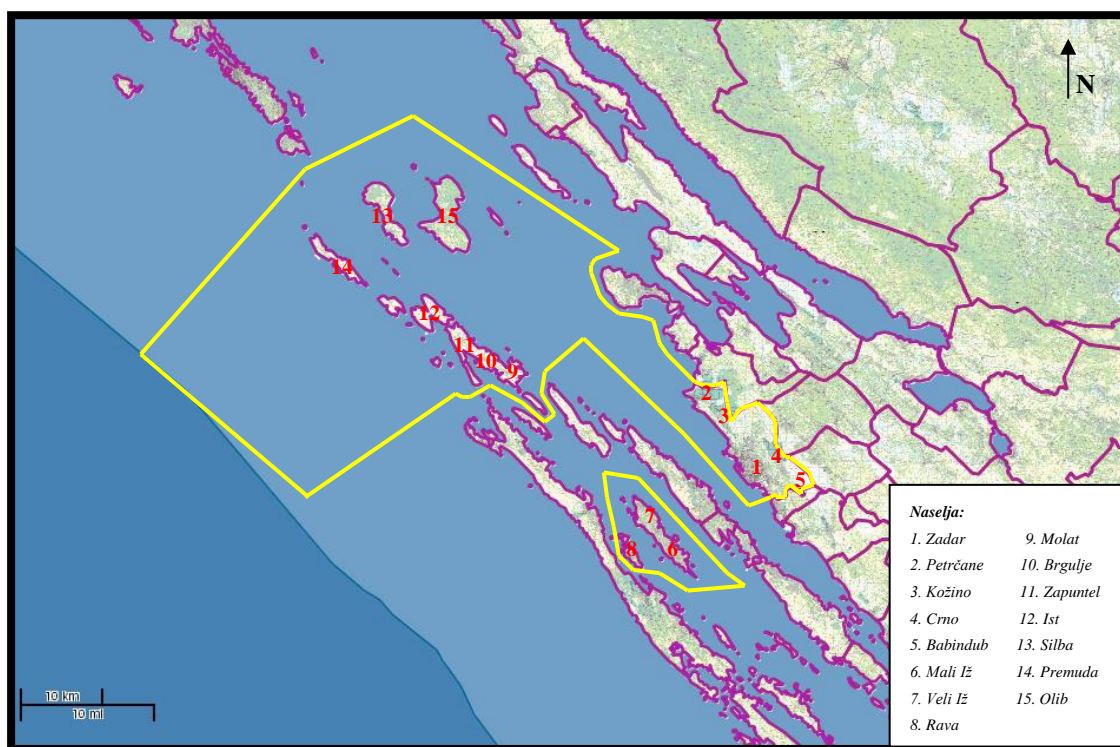 N
13
15
14
12
11
10
9
2
3
4
1
5
7
8
6
10 km
10 mil
Naselja:
1. Zadar 9. Molat
2. Petrčane 10. Brgulje
3. Kožino 11. Zapuntel
4. Crno 12. Ist
5. Babindub 13. Silba
6. Mali Iž 14. Premuda
7. Veli Iž 15. Olib
8. Rava